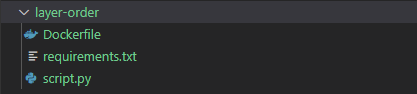 layer-order
Dockerfile
requirements.txt
script.py